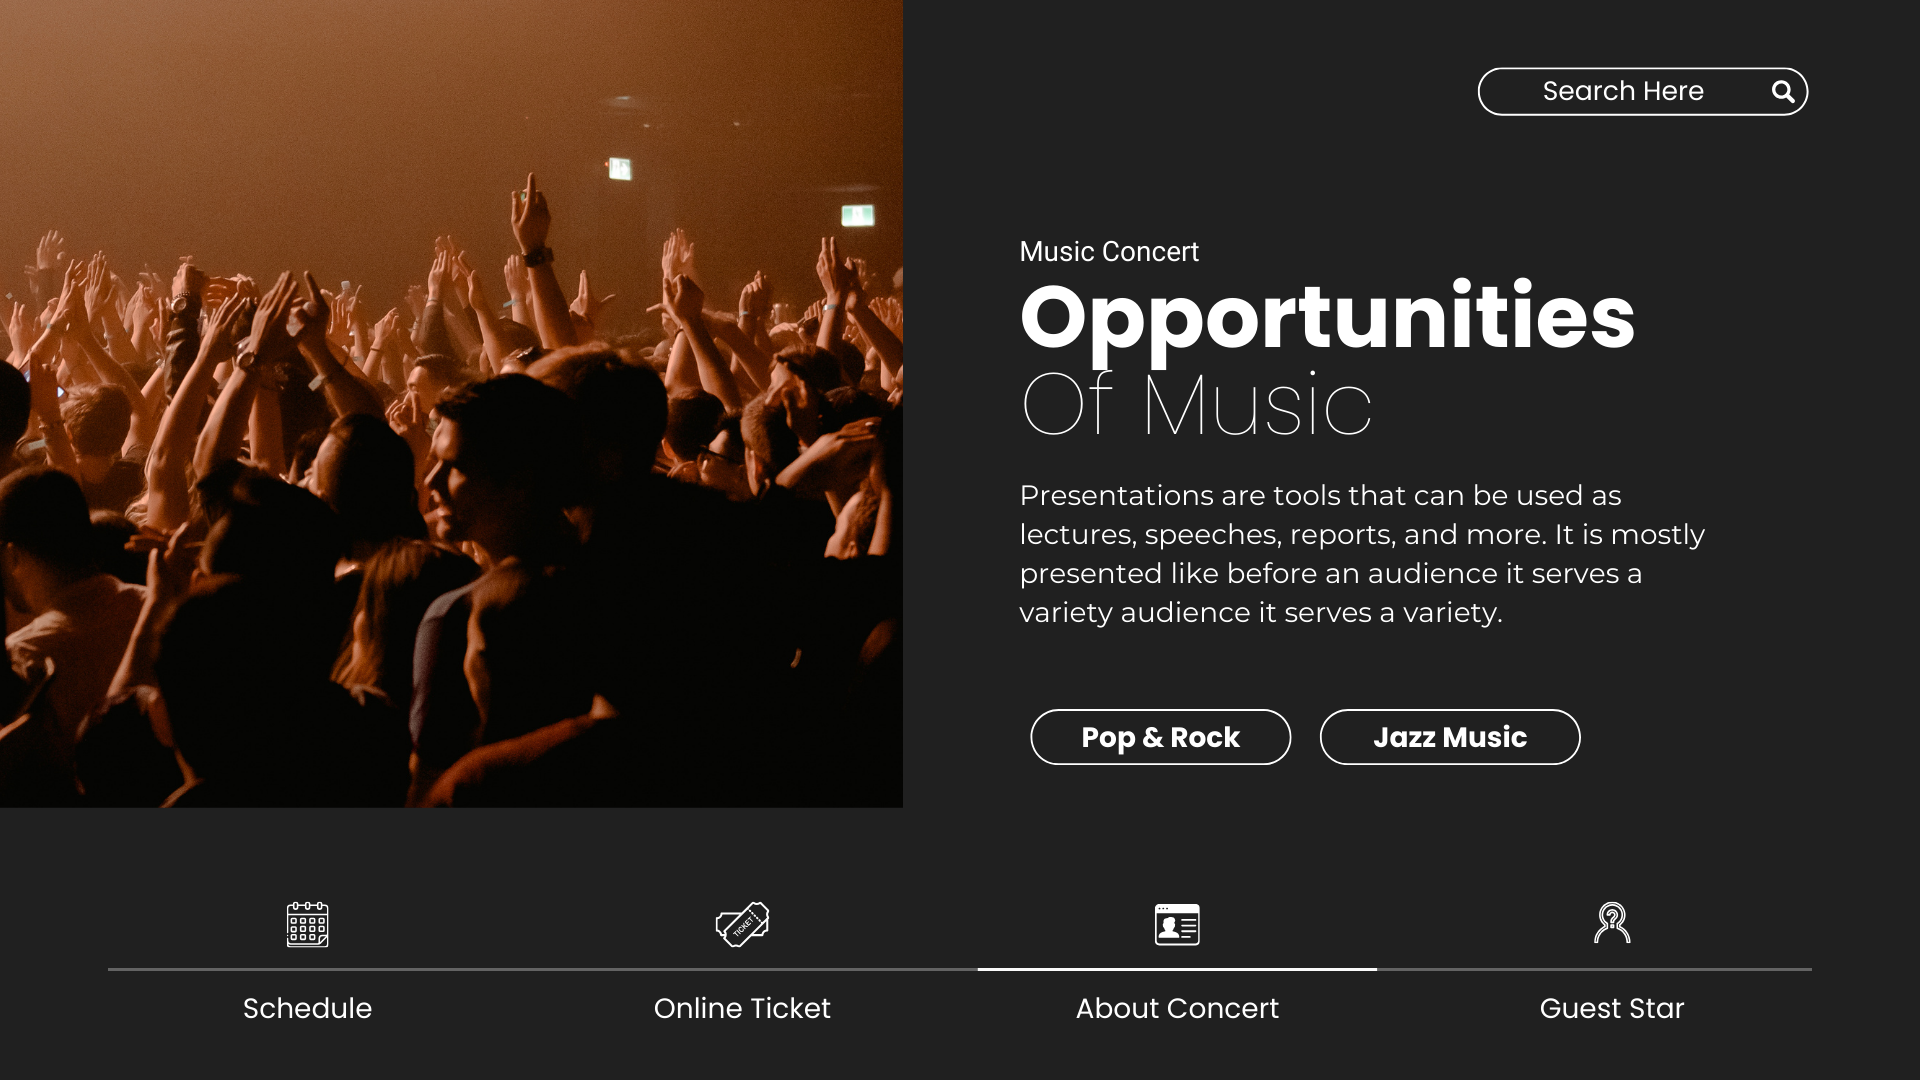 Search Here
Music Concert
Opportunities
Of Music
Presentations are tools that can be used as
lectures, speeches, reports, and more. It is mostly
presented like before an audience it serves a
variety audience it serves a variety.
Pop & Rock
Jazz Music
TICKET
Schedule
Online Ticket
About Concert
Guest Star